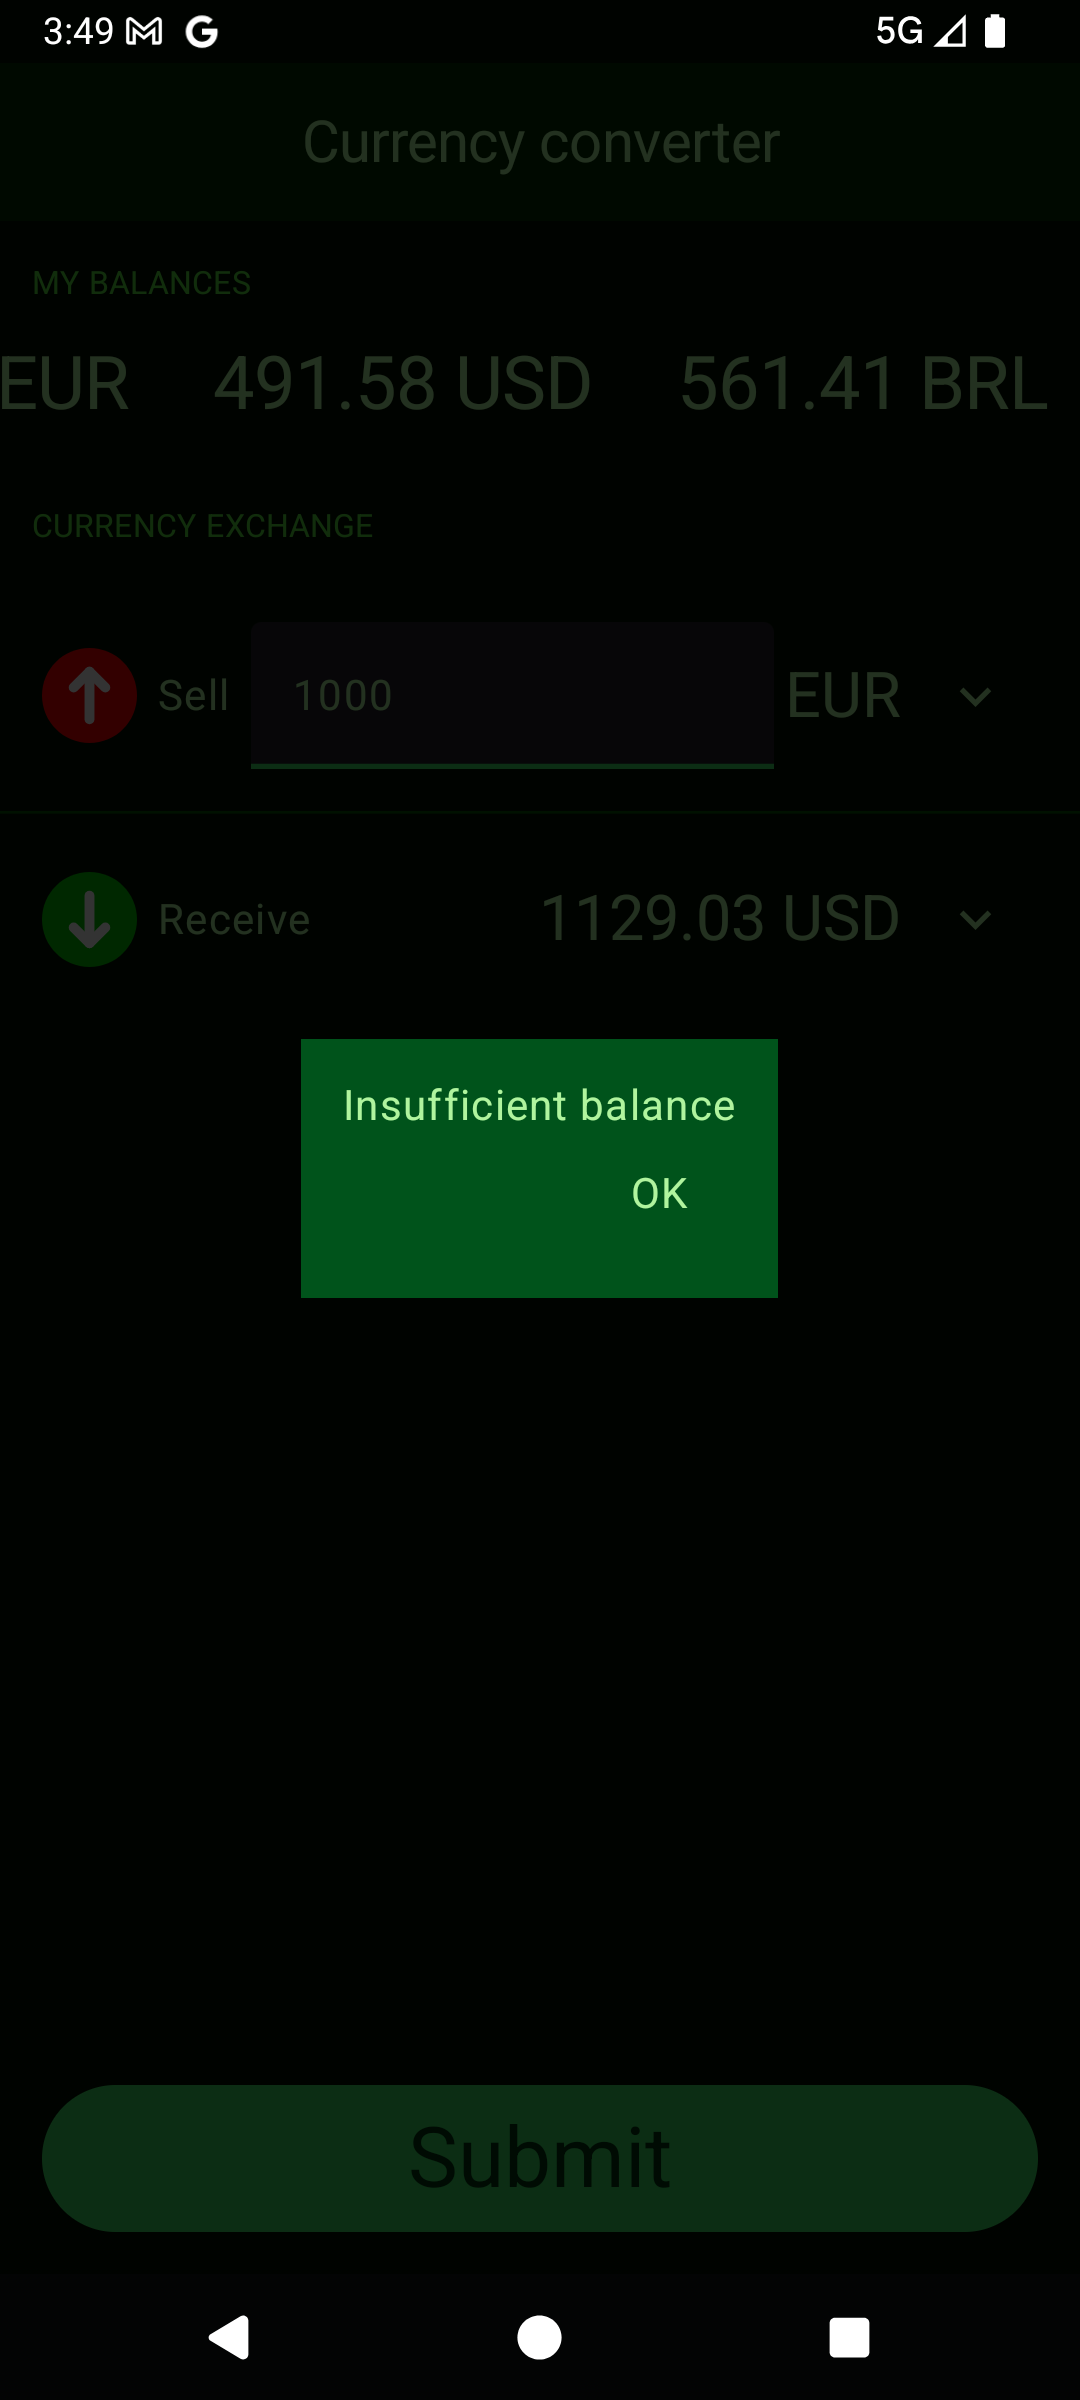 3:49 5G
Currency converter
MY BALANCES
EUR 491.58 USD 561.41 BRL
CURRENCY EXCHANGE
Sell 1000 EUR
Receive 1129.03 USD
Insufficient balance
OK
Submit